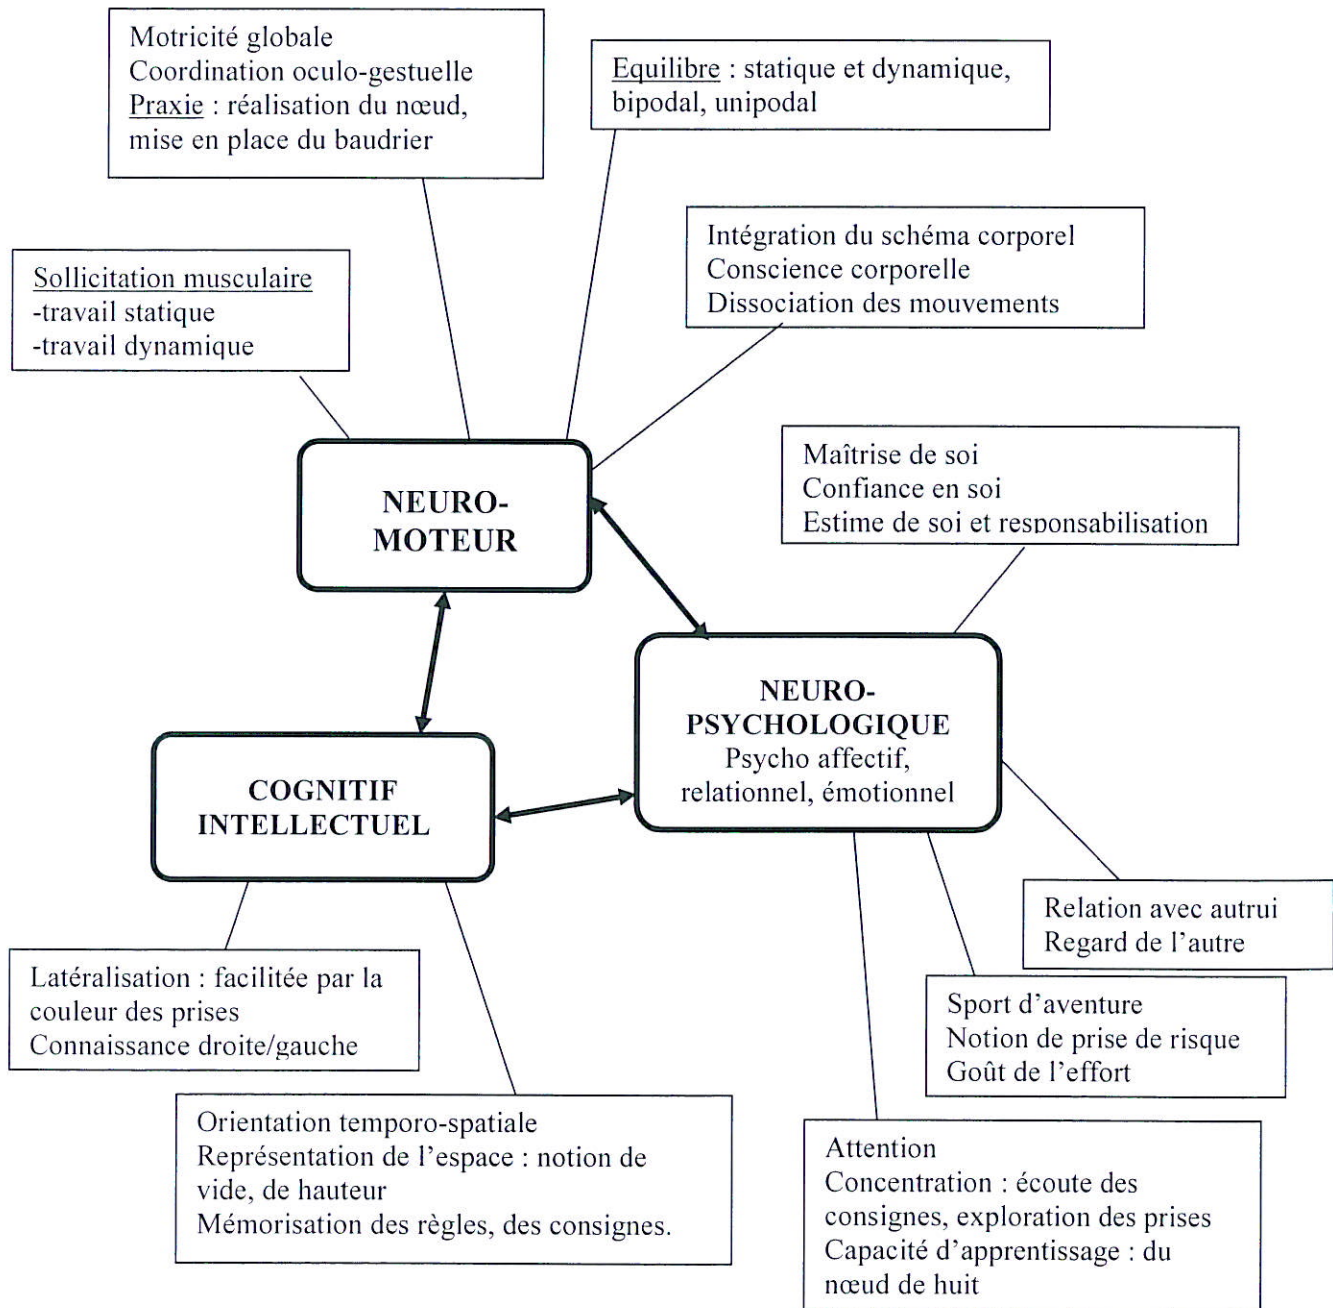 Motricité globale
Coordination oculo-gestuelle
Praxie : réalisation du nœud,
mise en place du baudrier
Equilibre : statique et dynamique,
bipodal, unipodal
Intégration du schéma corporel
Conscience corporelle
Dissociation des mouvements
Sollicitation musculaire
-travail statique
-travail dynamique
NEURO-
MOTEUR
Maîtrise de soi
Confiance en soi
Estime de soi et responsabilisation
NEURO-
PSYCHOLOGIQUE
Psycho affectif,
relationnel, émotionnel
COGNITIF
INTELLECTUEL
Relation avec autrui
Regard de l’autre
Latéralisation : facilitée par la
couleur des prises
Connaissance droite/gauche
Sport d’aventure
Notion de prise de risque
Goût de l’effort
Orientation temporo-spatiale
Représentation de l’espace : notion de
vide, de hauteur
Mémorisation des règles, des consignes.
Attention
Concentration : écoute des
consignes, exploration des prises
Capacité d’apprentissage : du
nœud de huit